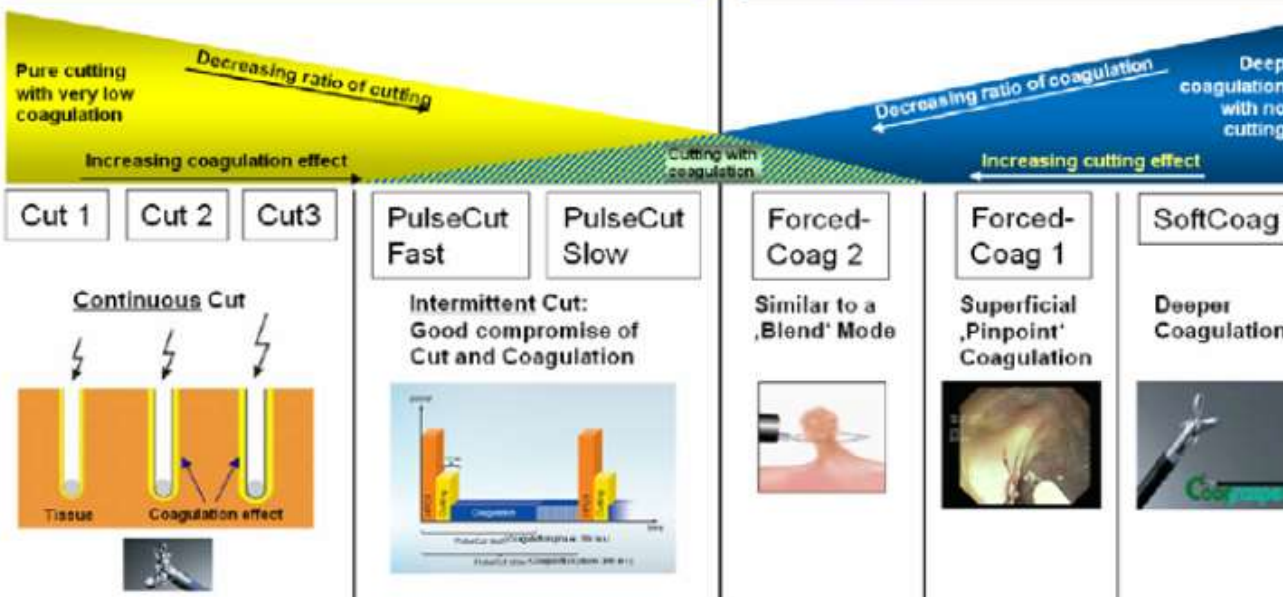 Pure cutting
with very low
coagulation
Decreasing ratio of cutting
Increasing coagulation effect
Cutting with
coagulation
Decreasing ratio of coagulation
Deep
coagulation
with no
cutting
Increasing cutting effect
Cut 1
Cut 2
Cut3
PulseCut
Fast
PulseCut
Slow
Forced-
Coag 2
Forced-
Coag 1
SoftCoag
Continuous Cut
Tissue
Coagulation effect
Intermittent Cut:
Good compromise of
Cut and Coagulation
Cutting
Coagulation
Cutting
Similar to a
‚Blend' Mode
Superficial
‚Pinpoint'
Coagulation
Deeper
Coagulation